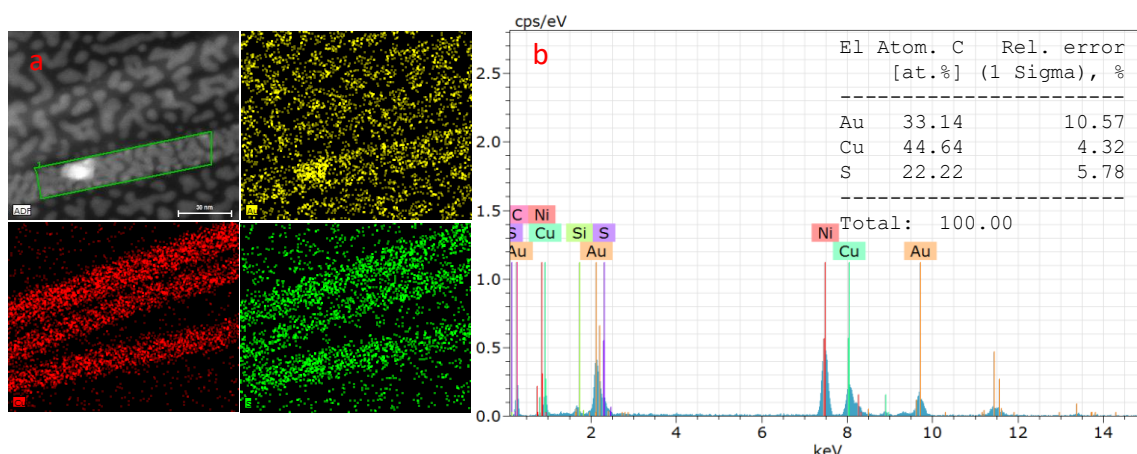 a
ADF
30 nm
Au
b
cps/eV
2.5
2.0
1.5
1.0
0.5
0.0
El Atom. C Rel. error
[at.%] (1 Sigma), %
-----------------------
Au 33.14 10.57
Cu 44.64 4.32
S 22.22 5.78
-----------------------
Total: 100.00
C Ni
S Cu Si S
Au Au
Ni
Cu Au
2 4 6 8 10 12 14
keV